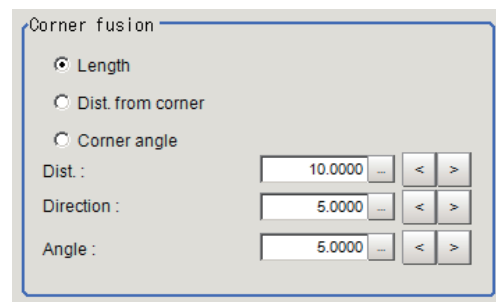 Corner fusion
Length
Dist. from corner
Corner angle
Dist. : 10.0000 ... < >
Direction : 5.0000 ... < >
Angle : 5.0000 ... < >